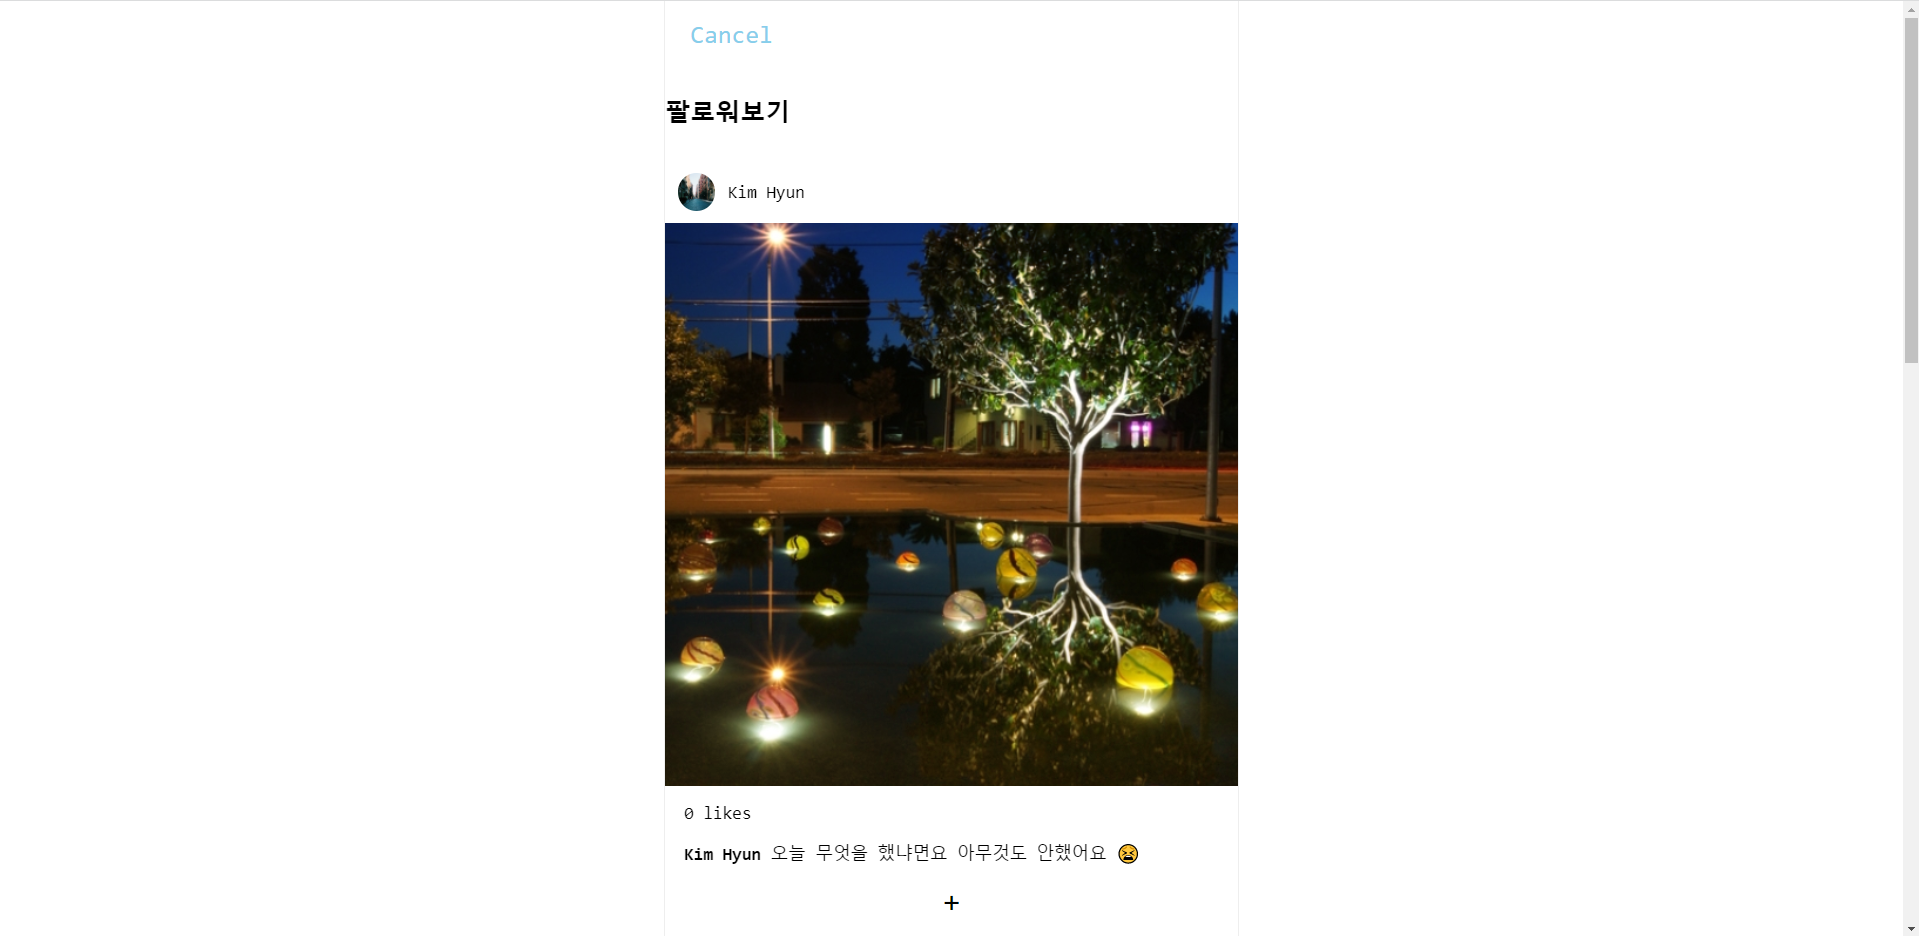 Cancel
팔로워보기
Kim Hyun
0 likes
Kim Hyun 오늘 무엇을 했냐면요 아무것도 안했어요 😫
+